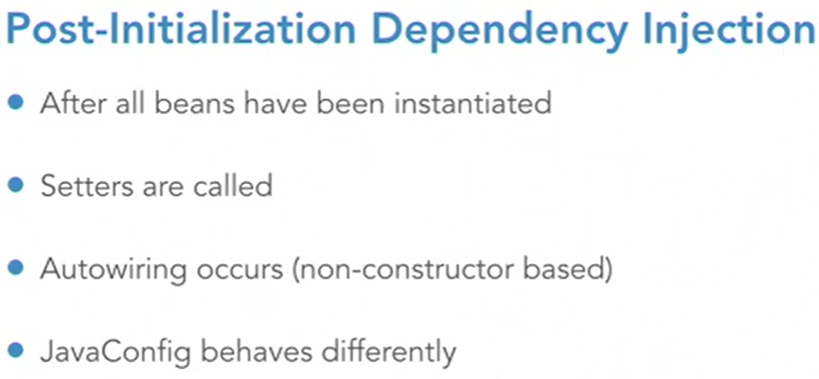 Post-Initialization Dependency Injection
• After all beans have been instantiated
• Setters are called
• Autowiring occurs (non-constructor based)
• JavaConfig behaves differently